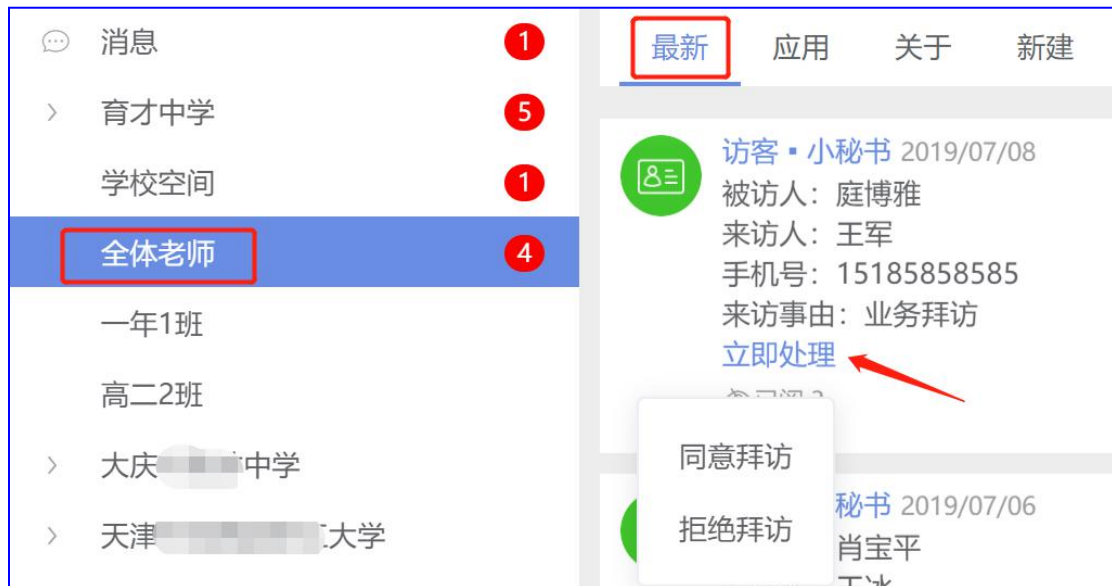 消息 1
育才中学 5
学校空间 1
全体老师 4
一年1班
高二2班
大庆 中学
天津 大学
最新 应用 关于 新建
访客▪小秘书 2019/07/08
被访人：庭博雅
来访人：王军
手机号：15185858585
来访事由：业务拜访
立即处理
同意拜访
拒绝拜访
秘书 2019/07/06
肖宝平